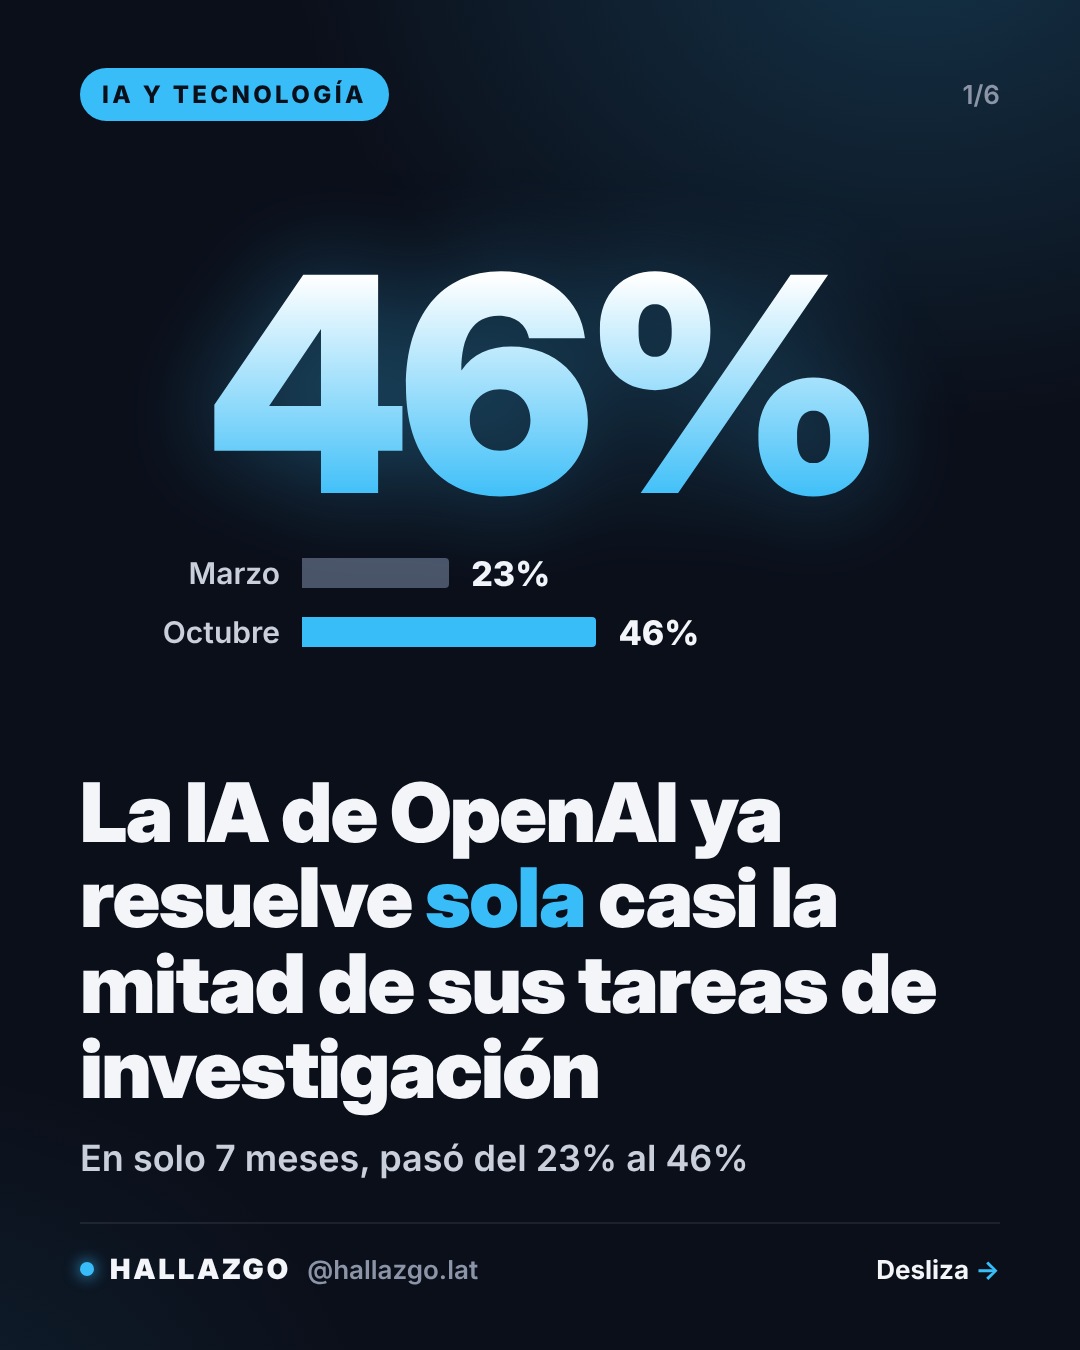 IA Y TECNOLOGÍA
1/6
46%
Marzo 23%
Octubre 46%
La IA de OpenAI ya
resuelve sola casi la
mitad de sus tareas de
investigación
En solo 7 meses, pasó del 23% al 46%
HALLAZGO @hallazgo.lat
Desliza →